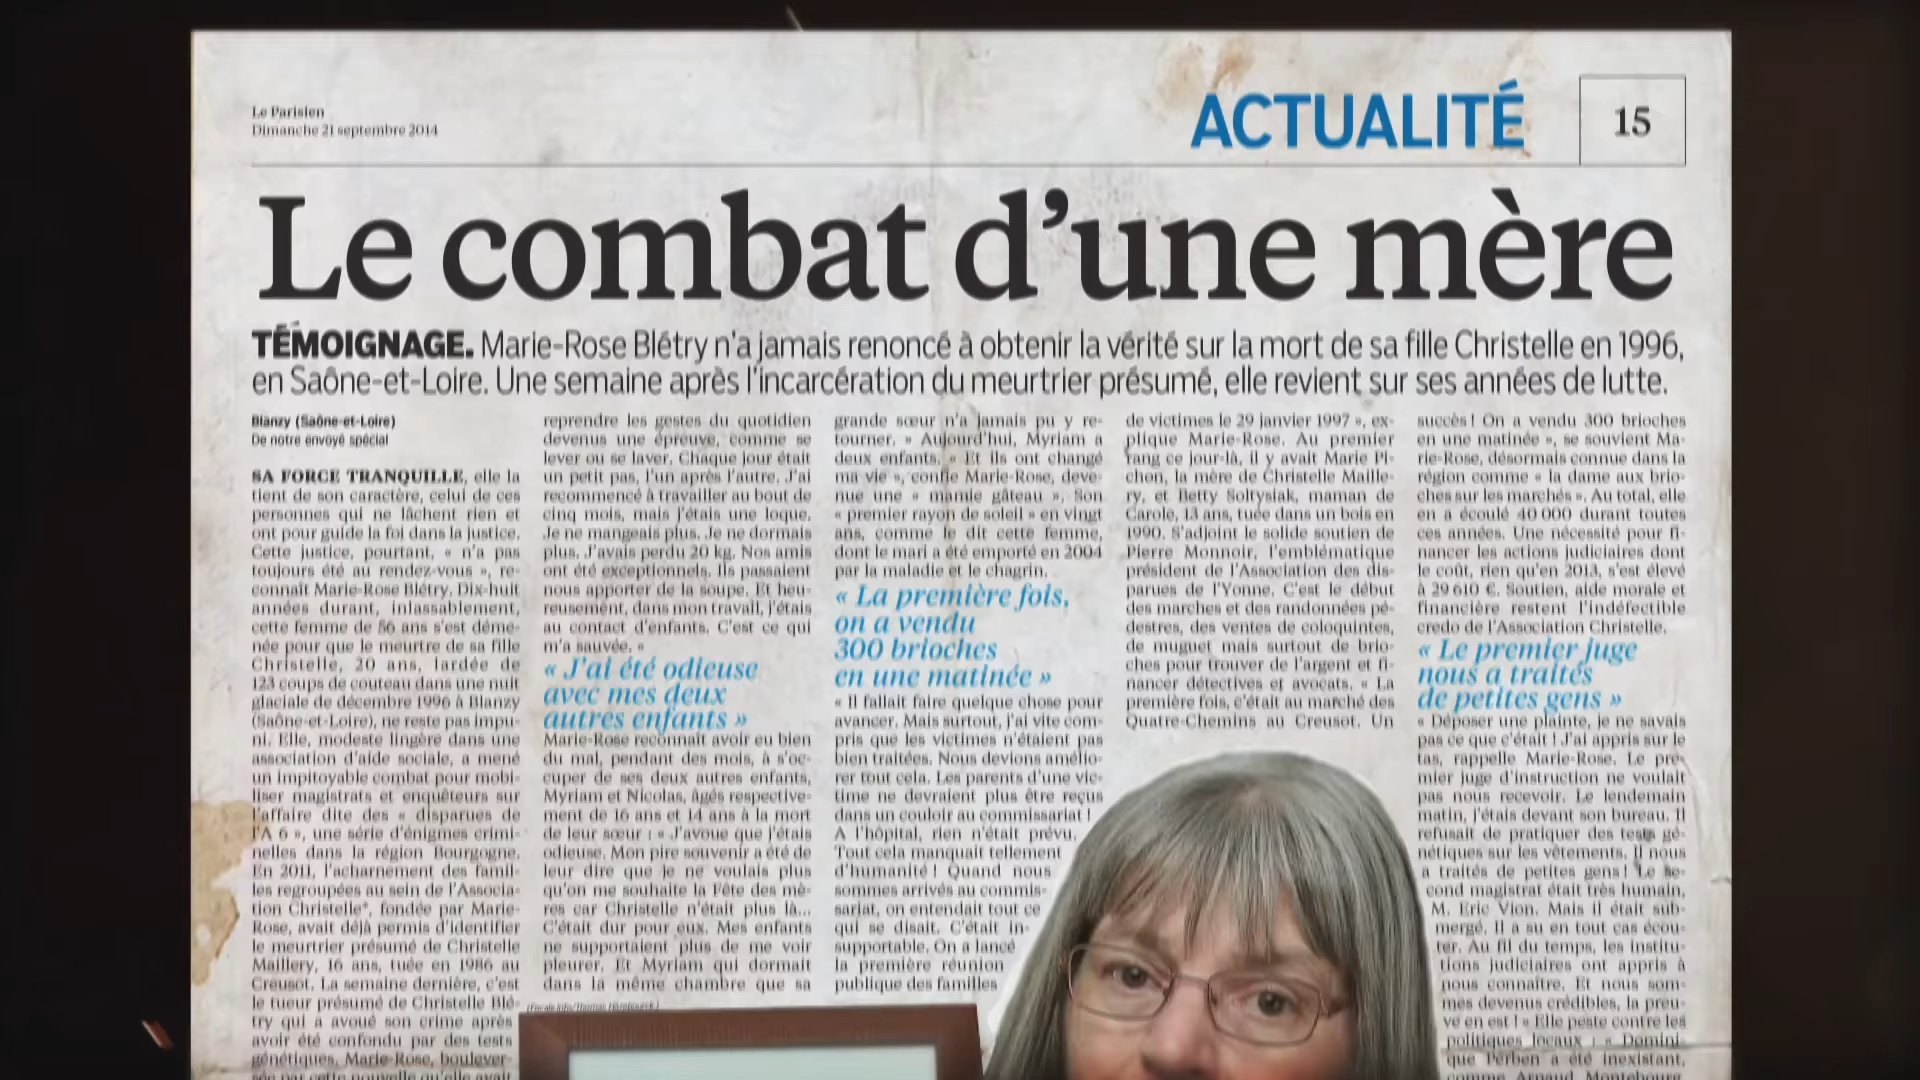 Le Parisien
Dimanche 21 septembre 2014
ACTUALITÉ
15
Le combat d'une mère
TÉMOIGNAGE. Marie-Rose Blétry n'a jamais renoncé à obtenir la vérité sur la mort de sa fille Christelle en 1996,
en Saône-et-Loire. Une semaine après l'incarcération du meurtrier présumé, elle revient sur ses années de lutte.
Blanzy (Saône-et-Loire)
De notre envoyé spécial
SA FORCE TRANQUILLE, elle la
tient de son caractère, celui de ces
personnes qui ne lâchent rien et
ont pour guide la foi dans la justice.
Cette justice, pourtant, « n'a pas
toujours été au rendez-vous », re-
connaît Marie-Rose Blétry. Dix-huit
années durant, inlassablement,
cette femme de 56 ans s'est déme-
née pour que le meurtre de sa fille
Christelle, 20 ans, lardée de
123 coups de couteau dans une nuit
glaciale de décembre 1996 à Blanzy
(Saône-et-Loire), ne reste pas impu-
ni. Elle, modeste lingère dans une
association d'aide sociale, a mené
un impitoyable combat pour mobi-
liser magistrats et enquêteurs sur
l'affaire dite des « disparues de
l'A 6 », une série d'énigmes crimi-
nelles dans la région Bourgogne.
En 2011, l'acharnement des famil-
les regroupées au sein de l'Associa-
tion Christelle*, fondée par Marie-
Rose, avait déjà permis d'identifier
le meurtrier présumé de Christelle
Maillery, 16 ans, tuée en 1986 au
Creusot. La semaine dernière, c'est
le tueur présumé de Christelle Blé-
try qui a avoué son crime après
avoir été confondu par des tests
génétiques. Marie-Rose, boulever-
sée par cette nouvelle qu'elle avait
reprendre les gestes du quotidien
devenus une épreuve, comme se
lever ou se laver. Chaque jour était
un petit pas, l'un après l'autre. J'ai
recommencé à travailler au bout de
cinq mois, mais j'étais une loque.
Je ne mangeais plus. Je ne dormais
plus. J'avais perdu 20 kg. Nos amis
ont été exceptionnels. Ils passaient
nous apporter de la soupe. Et heu-
reusement, dans mon travail, j'étais
au contact d'enfants. C'est ce qui
m'a sauvée. »
« J'ai été odieuse
avec mes deux
autres enfants »
Marie-Rose reconnaît avoir eu bien
du mal, pendant des mois, à s'oc-
cuper de ses deux autres enfants,
Myriam et Nicolas, âgés respective-
ment de 16 ans et 14 ans à la mort
de leur sœur : « J'avoue que j'étais
odieuse. Mon pire souvenir a été de
leur dire que je ne voulais plus
qu'on me souhaite la Fête des mè-
res car Christelle n'était plus là...
C'était dur pour eux. Mes enfants
ne supportaient plus de me voir
pleurer. Et Myriam qui dormait
dans la même chambre que sa
grande sœur n'a jamais pu y re-
tourner. » Aujourd'hui, Myriam a
deux enfants. « Et ils ont changé
ma vie », confie Marie-Rose, deve-
nue une « mamie gâteau ». Son
« premier rayon de soleil » en vingt
ans, comme le dit cette femme,
dont le mari a été emporté en 2004
par la maladie et le chagrin.
« La première fois,
on a vendu
300 brioches
en une matinée »
« Il fallait faire quelque chose pour
avancer. Mais surtout, j'ai vite com-
pris que les victimes n'étaient pas
bien traitées. Nous devions amélio-
rer tout cela. Les parents d'une vic-
time ne devraient plus être reçus
dans un couloir au commissariat !
A l'hôpital, rien n'était prévu.
Tout cela manquait tellement
d'humanité ! Quand nous
sommes arrivés au commis-
sariat, on entendait tout ce
qui se disait. C'était in-
supportable. On a lancé
la première réunion
publique des familles
de victimes le 29 janvier 1997 », ex-
plique Marie-Rose. Au premier
rang ce jour-là, il y avait Marie Pi-
chon, la mère de Christelle Maille-
ry, et Betty Soltysiak, maman de
Carole, 13 ans, tuée dans un bois en
1990. S'adjoint le solide soutien de
Pierre Monnoir, l'emblématique
président de l'Association des dis-
parues de l'Yonne. C'est le début
des marches et des randonnées pé-
destres, des ventes de coloquintes,
de muguet mais surtout de brio-
ches pour trouver de l'argent et fi-
nancer détectives et avocats. « La
première fois, c'était au marché des
Quatre-Chemins au Creusot. Un
succès ! On a vendu 300 brioches
en une matinée », se souvient Ma-
rie-Rose, désormais connue dans la
région comme « la dame aux brio-
ches sur les marchés ». Au total, elle
en a écoulé 40 000 durant toutes
ces années. Une nécessité pour fi-
nancer les actions judiciaires dont
le coût, rien qu'en 2013, s'est élevé
à 29 610 €. Soutien, aide morale et
financière restent l'indéfectible
credo de l'Association Christelle.
« Le premier juge
nous a traités
de petites gens »
« Déposer une plainte, je ne savais
pas ce que c'était ! J'ai appris sur le
tas, rappelle Marie-Rose. Le pre-
mier juge d'instruction ne voulait
pas nous recevoir. Le lendemain
matin, j'étais devant son bureau. Il
refusait de pratiquer des tests gé-
nétiques sur les vêtements. Il nous
a traités de petites gens ! Le se-
cond magistrat était très humain,
M. Eric Vion. Mais il était sub-
mergé. Il a su en tout cas écou-
ter. Au fil du temps, les institu-
tions judiciaires ont appris à
nous connaître. Et nous som-
mes devenus crédibles, la preu-
ve en est ! » Elle peste contre les
politiques locaux : « Domini-
que Perben a été inexistant,
comme Arnaud Montebourg.